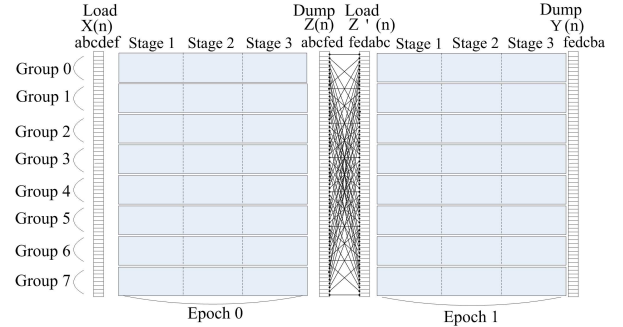 Load Dump Load Dump
X(n) Z(n) Z ' (n) Y(n)
abcdef Stage 1 Stage 2 Stage 3 abcfed fedabc Stage 1 Stage 2 Stage 3 fedcba
Group 0
Group 1
Group 2
Group 3
Group 4
Group 5
Group 6
Group 7
Epoch 0 Epoch 1